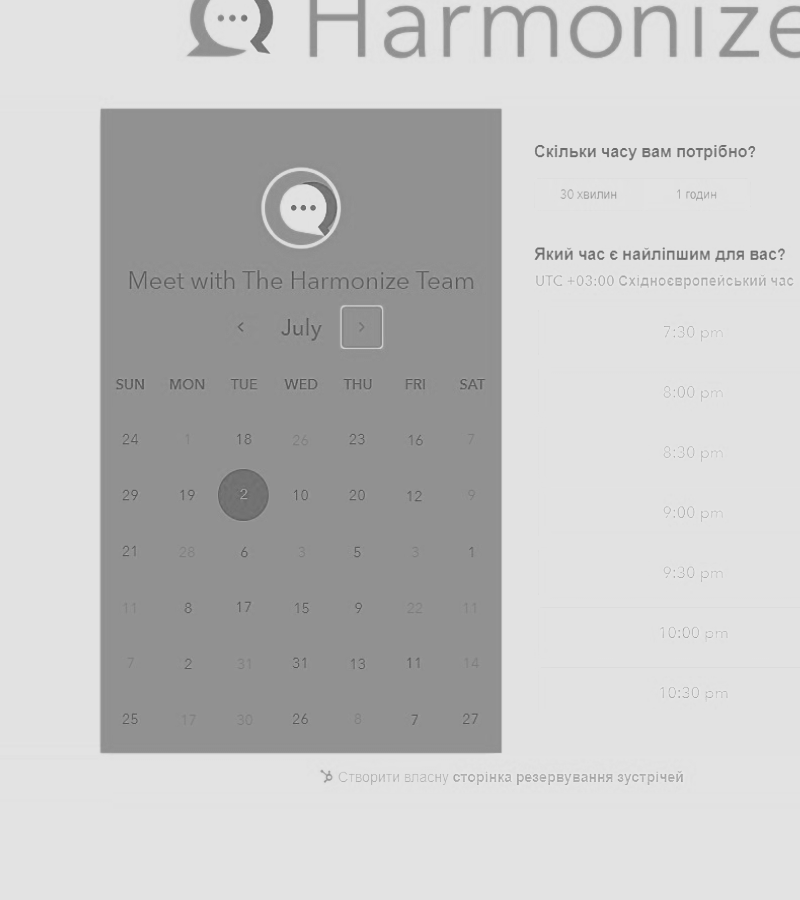 Harmonize
Meet with The Harmonize Team
July
SUN MON TUE WED THU FRI SAT
24 1 18 26 23 16 7
29 19 2 10 20 12 9
21 28 6 3 5 3 1
11 8 17 15 9 22 11
7 2 31 31 13 11 14
25 17 30 26 8 7 27
Скільки часу вам потрібно?
30 хвилин 1 годин
Який час є найліпшим для вас?
UTC +03:00 Східноєвропейський час
7:30 pm
8:00 pm
8:30 pm
9:00 pm
9:30 pm
10:00 pm
10:30 pm
Створити власну сторінка резервування зустрічей